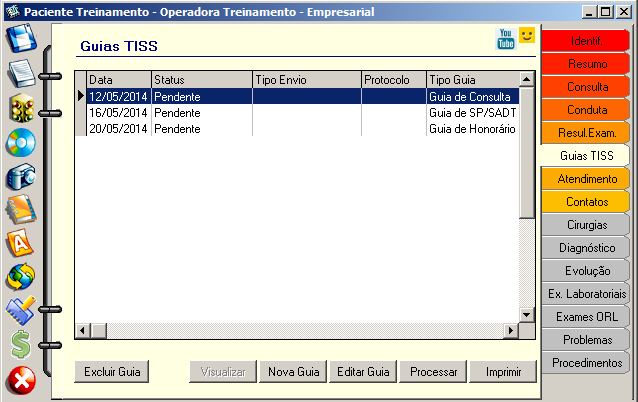 Paciente Treinamento - Operadora Treinamento - Empresarial
Guias TISS
You Tube
Data Status Tipo Envio Protocolo Tipo Guia
12/05/2014 Pendente Guia de Consulta
16/05/2014 Pendente Guia de SP/SADT
20/05/2014 Pendente Guia de Honorário
Excluir Guia Visualizar Nova Guia Editar Guia Processar Imprimir
Identif.
Resumo
Consulta
Conduta
Resul.Exam.
Guias TISS
Atendimento
Contatos
Cirurgias
Diagnóstico
Evolução
Ex. Laboratoriais
Exames ORL
Problemas
Procedimentos